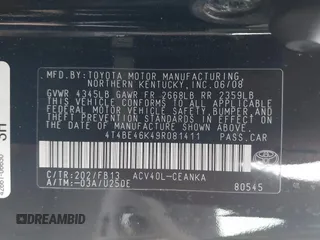 MFD. BY:TOYOTA MOTOR MANUFACTURING,
NORTHERN KENTUCKY, INC.06/08
GVWR 4345LB GAWR FR 2668LB RR 2359LB
THIS VEHICLE CONFORMS TO ALL APPLICABLE
FEDERAL MOTOR VEHICLE SAFETY, BUMPER, AND
THEFT PREVENTION STANDARDS IN EFFECT ON
THE DATE OF MANUFACTURE SHOWN ABOVE.
4T4BE46K49R081411 PASS.CAR
C/TR:202/FB13 ACV40L-CEANKA
A/TM:-03A/U250E
80545
TOYOTA
DREAMBID